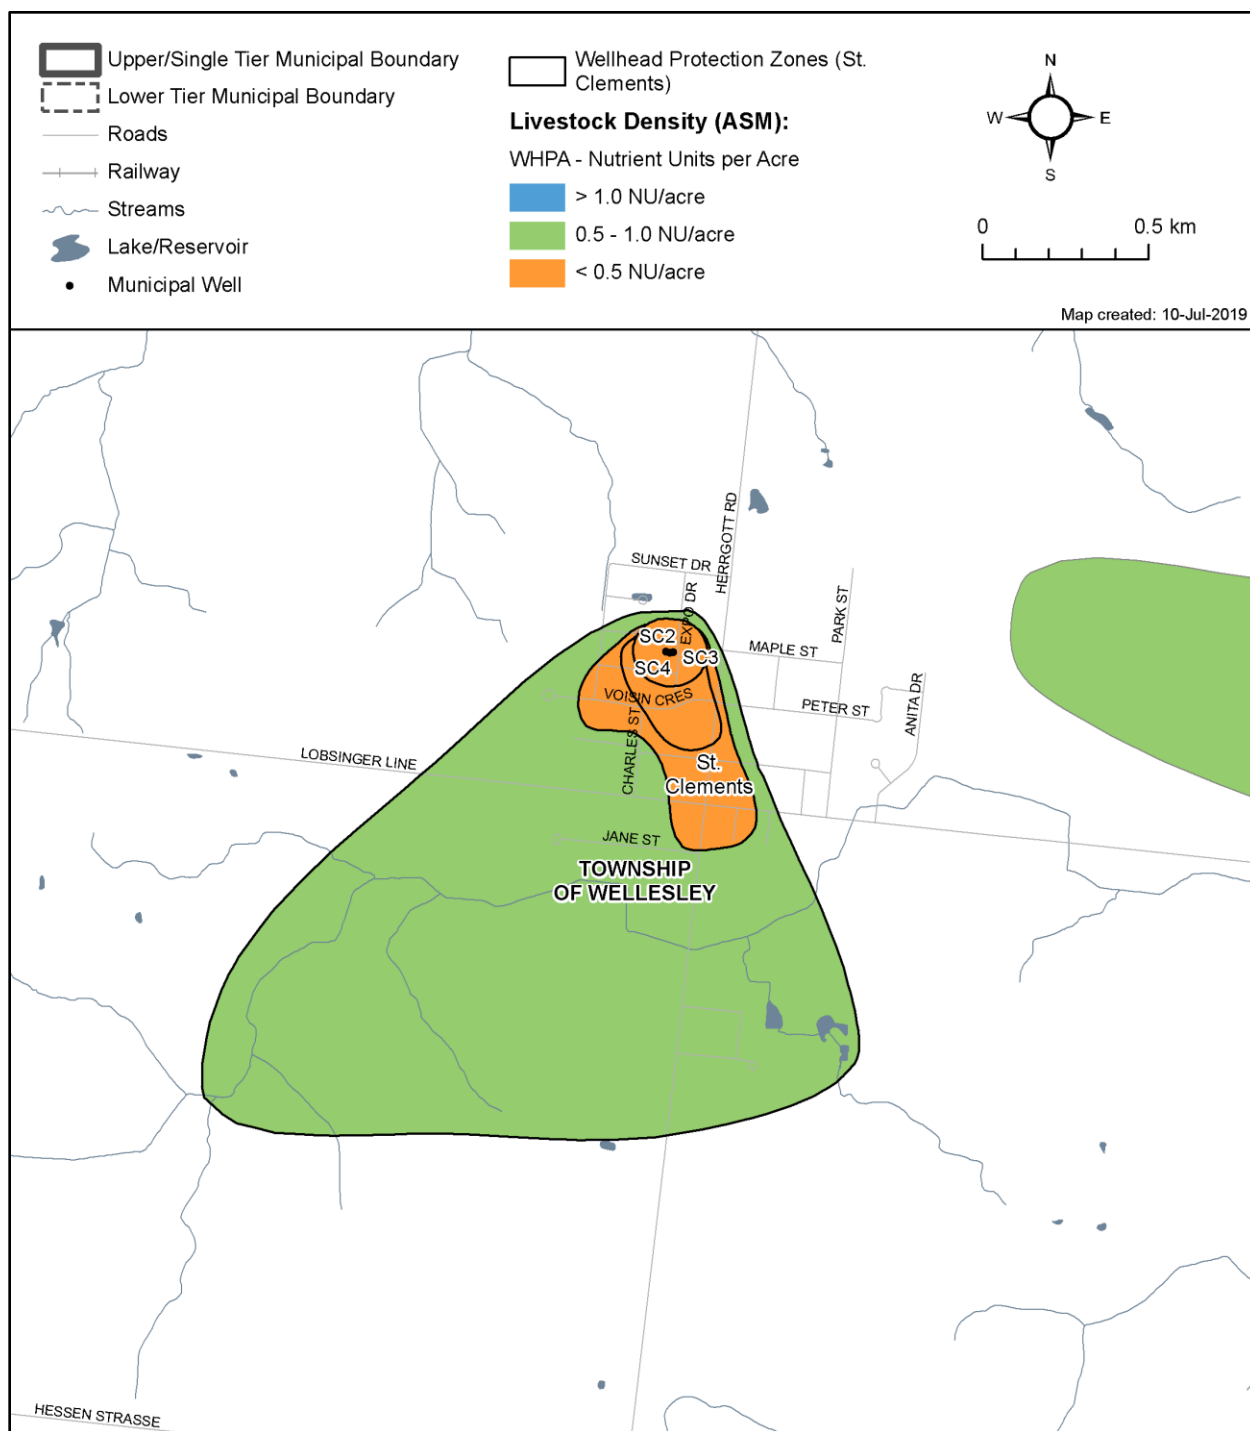 Upper/Single Tier Municipal Boundary
Lower Tier Municipal Boundary
Roads
Railway
Streams
Lake/Reservoir
Municipal Well
Wellhead Protection Zones (St.
Clements)
Livestock Density (ASM):
WHPA - Nutrient Units per Acre
> 1.0 NU/acre
0.5 - 1.0 NU/acre
< 0.5 NU/acre
N
W
E
S
0
0.5 km
Map created: 10-Jul-2019
SUNSET DR
HERRGOTT RD
EXPO DR
PARK ST
SC2
SC3
SC4
MAPLE ST
VOISIN CRES
PETER ST
ANITA DR
CHARLES ST
LOBSINGER LINE
St.
Clements
JANE ST
TOWNSHIP
OF WELLESLEY
HESSEN STRASSE